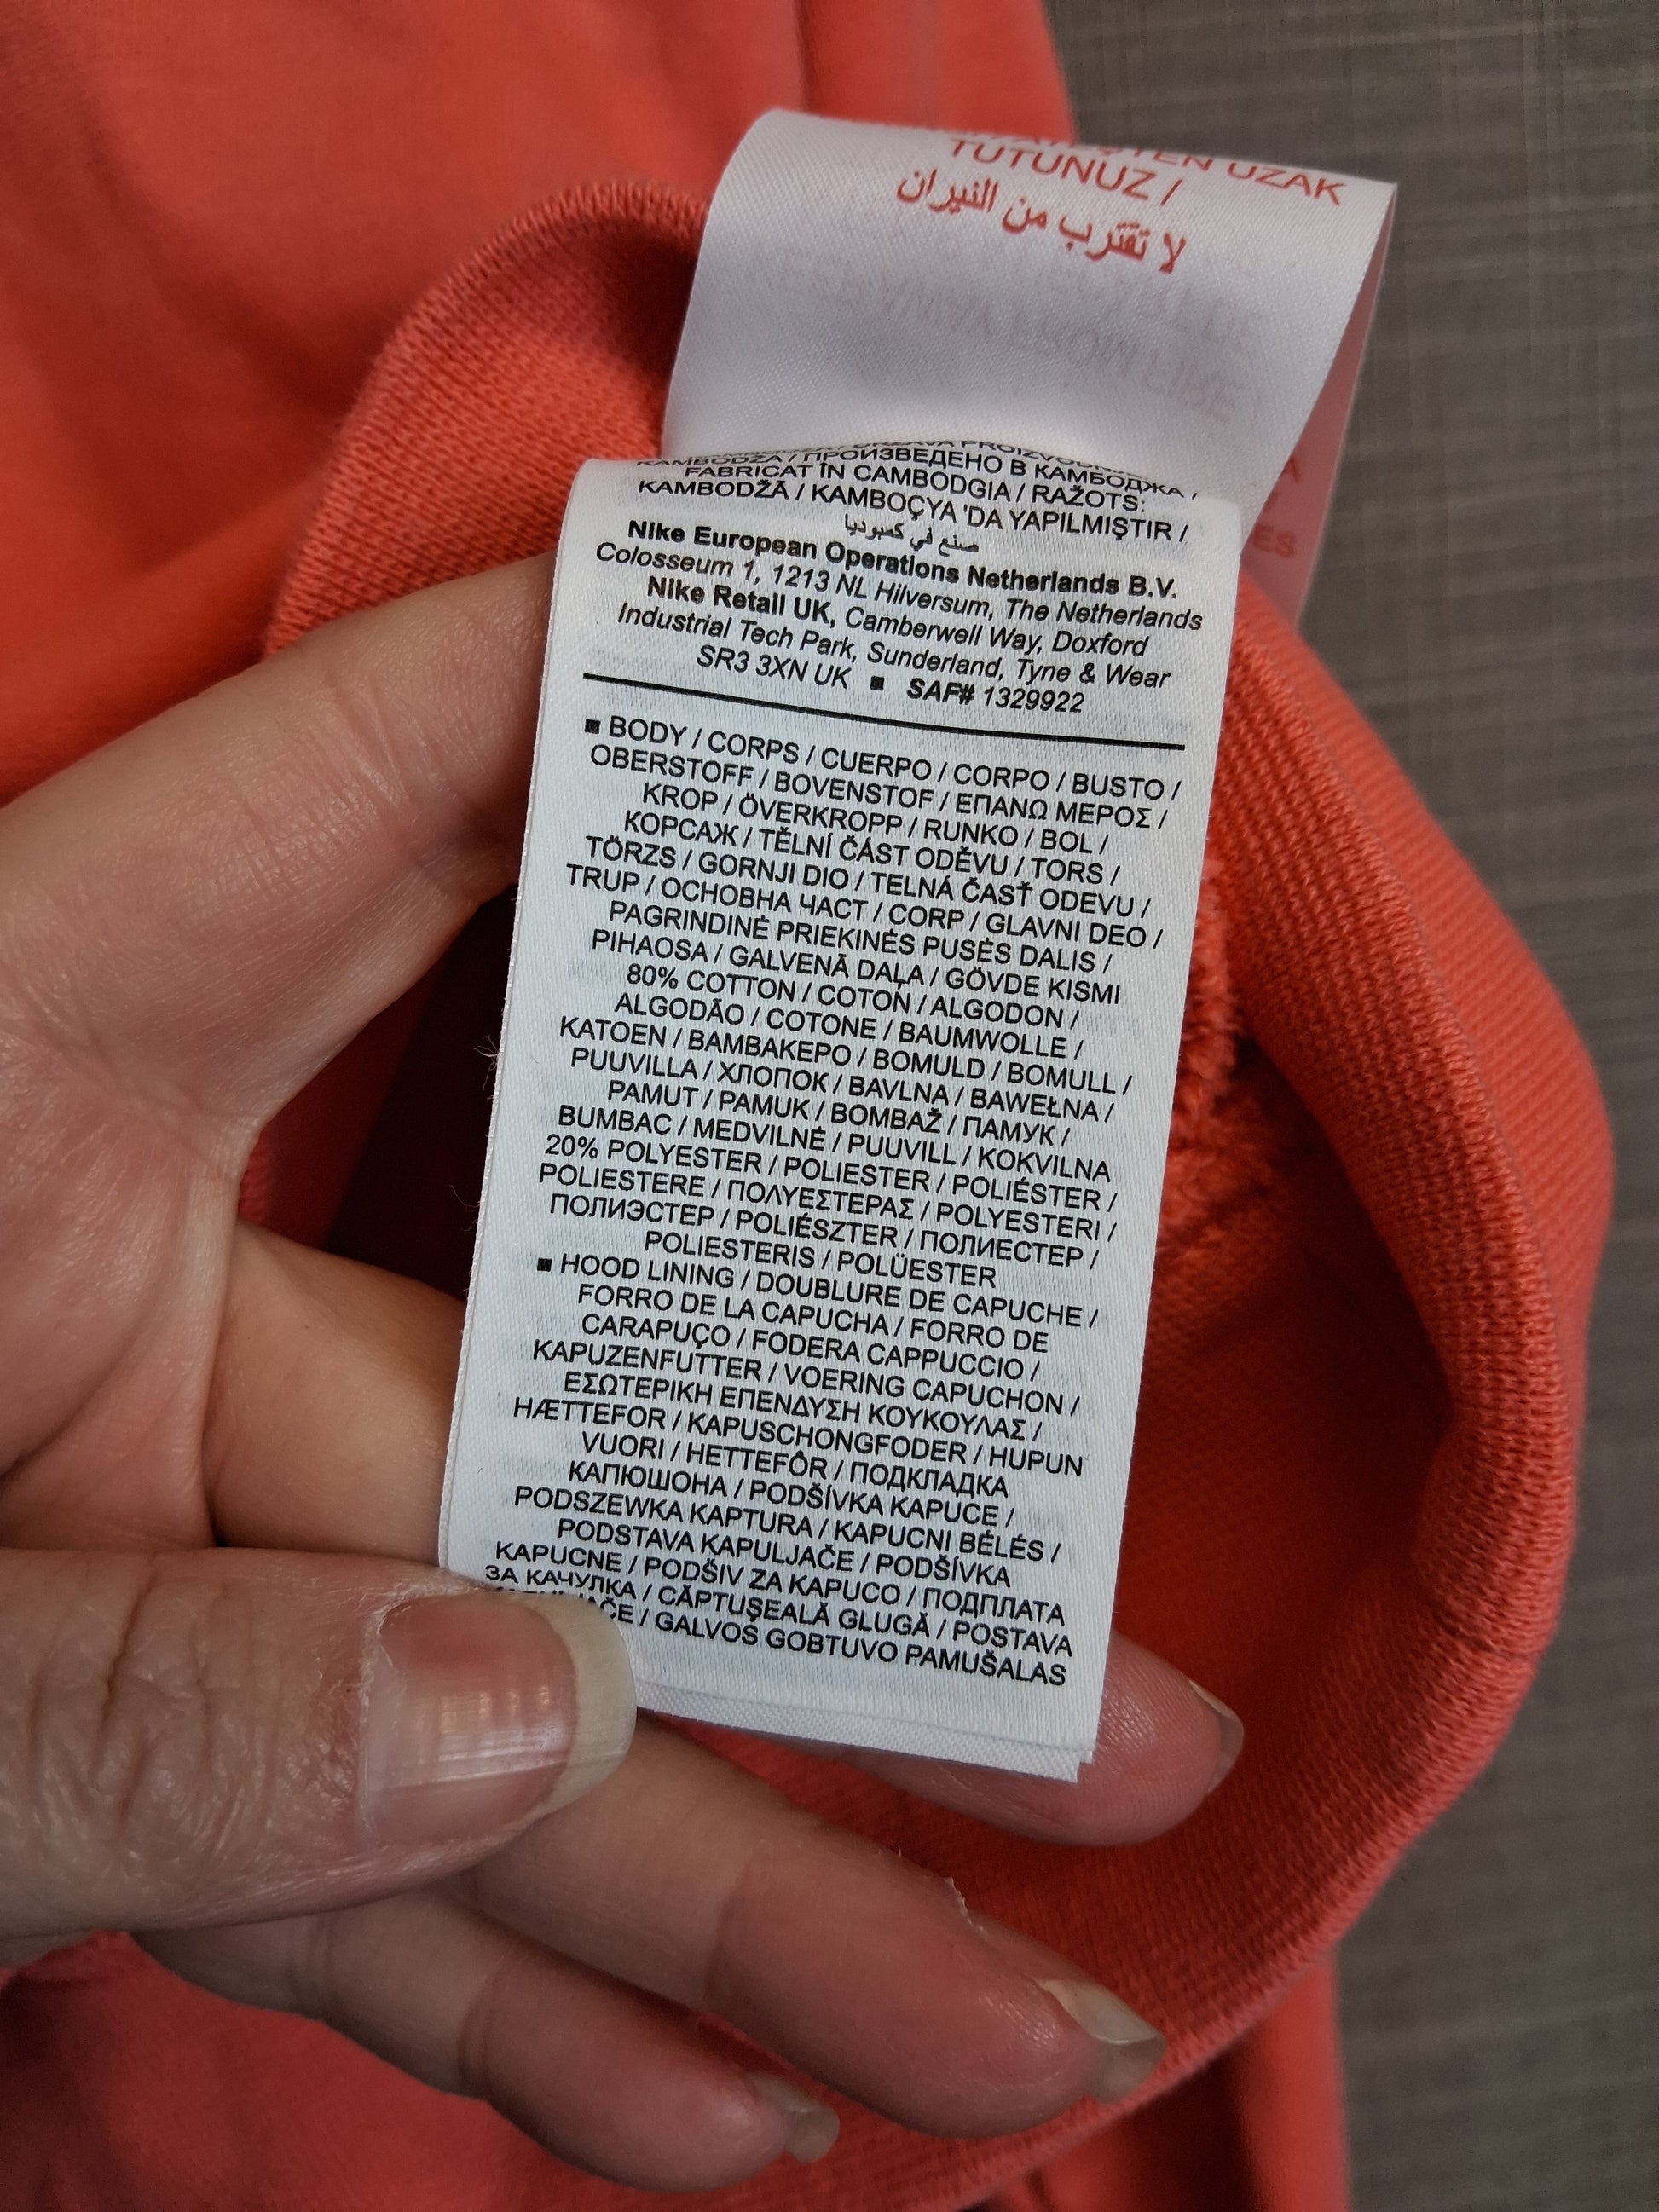 UZAK
TUTUNUZ /
لا تقترب من النيران
KAMBODŽA / ПРОИЗВЕДЕНО В КАМБОДЖА /
FABRICAT ÎN CAMBODGIA / RAŽOTS:
KAMBODŽĀ / KAMBOÇYA 'DA YAPILMIŞTIR /
صنع في كمبوديا
Nike European Operations Netherlands B.V.
Colosseum 1, 1213 NL Hilversum, The Netherlands
Nike Retail UK, Camberwell Way, Doxford
Industrial Tech Park, Sunderland, Tyne & Wear
SR3 3XN UK ■ SAF# 1329922
■ BODY / CORPS / CUERPO / CORPO / BUSTO /
OBERSTOFF / BOVENSTOF / ΕΠΑΝΩ ΜΕΡΟΣ /
KROP / ÖVERKROPP / RUNKO / BOL /
КОРСАЖ / TĚLNÍ ČÁST ODĚVU / TORS /
TÖRZS / GORNJI DIO / TELNÁ ČASŤ ODEVU /
TRUP / ОСНОВНА ЧАСТ / CORP / GLAVNI DEO /
PAGRINDINĖ PRIEKINĖS PUSĖS DALIS /
PIHAOSA / GALVENĀ DAĻA / GÖVDE KISMI
80% COTTON / COTON / ALGODON /
ALGODÃO / COTONE / BAUMWOLLE /
KATOEN / ΒΑΜΒΑΚΕΡΟ / BOMULD / BOMULL /
PUUVILLA / ХЛОПОК / BAVLNA / BAWEŁNA /
PAMUT / PAMUK / BOMBAŽ / ПАМУК /
BUMBAC / MEDVILNĖ / PUUVILL / KOKVILNA
20% POLYESTER / POLIESTER / POLIÉSTER /
POLIESTERE / ΠΟΛΥΕΣΤΕΡΑΣ / POLYESTERI /
ПОЛИЭСТЕР / POLIÉSZTER / ПОЛИЕСТЕР /
POLIESTERIS / POLÜESTER
■ HOOD LINING / DOUBLURE DE CAPUCHE /
FORRO DE LA CAPUCHA / FORRO DE
CARAPUÇO / FODERA CAPPUCCIO /
KAPUZENFUTTER / VOERING CAPUCHON /
ΕΣΩΤΕΡΙΚΗ ΕΠΕΝΔΥΣΗ ΚΟΥΚΟΥΛΑΣ /
HÆTTEFOR / KAPUSCHONGFODER / HUPUN
VUORI / HETTEFÔR / ПОДКЛАДКА
КАПЮШОНА / PODŠÍVKA KAPUCE /
PODSZEWKA KAPTURA / KAPUCNI BÉLÉS /
PODSTAVA KAPULJAČE / PODŠÍVKA
KAPUCNE / PODŠIV ZA KAPUCO / ПОДПЛАТА
ЗА КАЧУЛКА / CĂPTUŞEALĂ GLUGĂ / POSTAVA
/ GALVOS GOBTUVO PAMUŠALAS